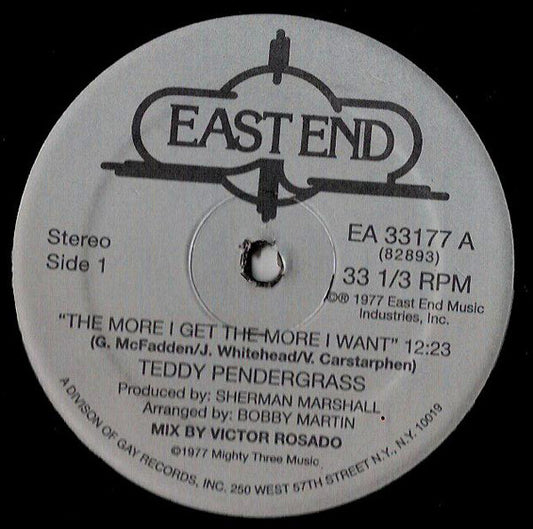 EAST END
Stereo
Side 1
EA 33177 A
(82893)
33 1/3 RPM
©℗ 1977 East End Music
Industries, Inc.
"THE MORE I GET THE MORE I WANT" 12:23
(G. McFadden/J. Whitehead/V. Carstarphen)
TEDDY PENDERGRASS
Produced by: SHERMAN MARSHALL
Arranged by: BOBBY MARTIN
MIX BY VICTOR ROSADO
©1977 Mighty Three Music
A DIVISION OF GAY RECORDS, INC. 250 WEST 57TH STREET N.Y., N.Y. 10019